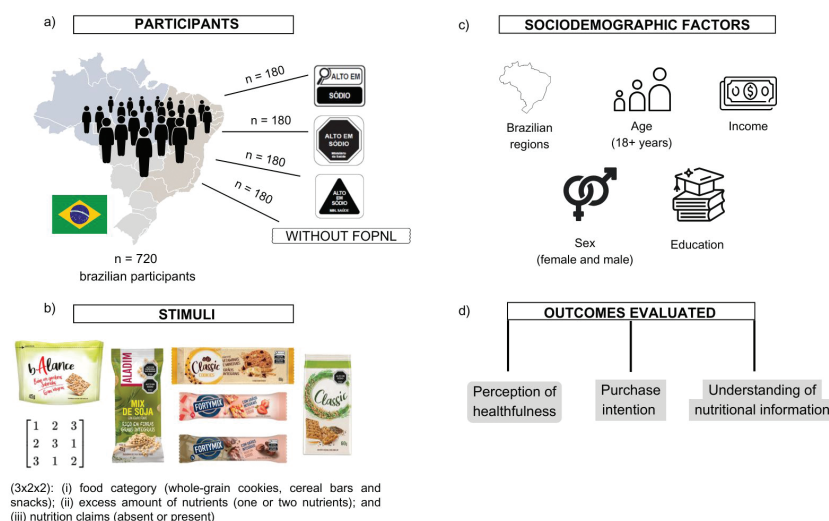 a)
PARTICIPANTS
n = 180
ALTO EM
SÓDIO
n = 180
ALTO EM
SÓDIO
n = 180
ALTO
EM
SÓDIO
n = 180
WITHOUT FOPNL
n = 720
brazilian participants
b)
STIMULI
bAlance
ALADIM
MIX
DE SOJA
Classic
FORTYMIX
FORTYMIX
Classic
1 2 3
2 3 1
3 1 2
(3x2x2): (i) food category (whole-grain cookies, cereal bars and
snacks); (ii) excess amount of nutrients (one or two nutrients); and
(iii) nutrition claims (absent or present)
c)
SOCIODEMOGRAPHIC FACTORS
Brazilian
regions
Age
(18+ years)
Income
Sex
(female and male)
Education
d)
OUTCOMES EVALUATED
Perception of
healthfulness
Purchase
intention
Understanding of
nutritional information